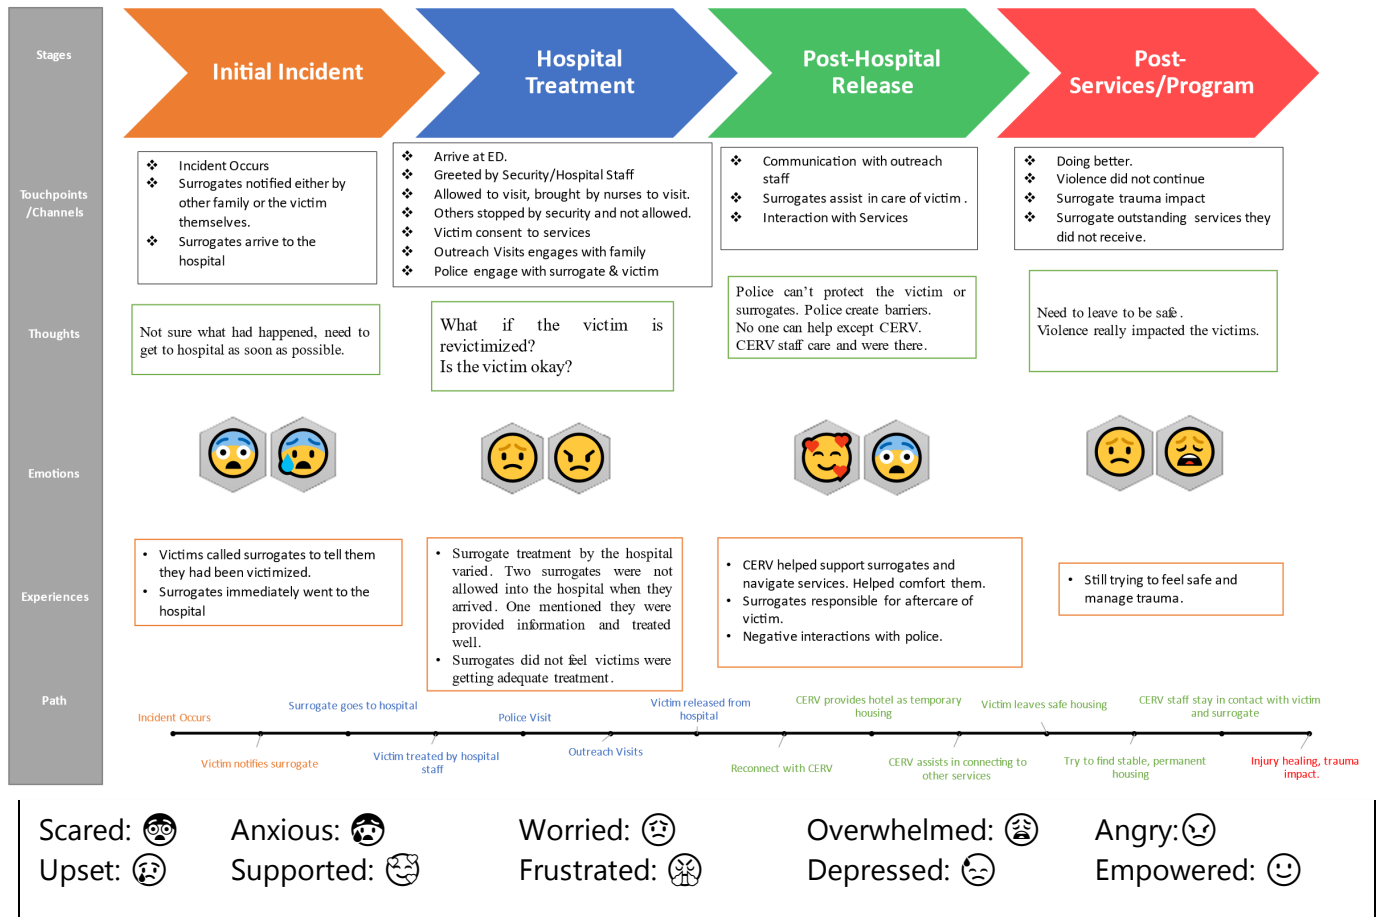 Stages
Initial Incident
Hospital
Treatment
Post-Hospital
Release
Post-
Services/Program
Touchpoints
/Channels
Incident Occurs
Surrogates notified either by
other family or the victim
themselves.
Surrogates arrive to the
hospital
Arrive at ED.
Greeted by Security/Hospital Staff
Allowed to visit, brought by nurses to visit.
Others stopped by security and not allowed.
Victim consent to services
Outreach Visits engages with family
Police engage with surrogate & victim
Communication with outreach
staff
Surrogates assist in care of victim.
Interaction with Services
Doing better.
Violence did not continue
Surrogate trauma impact
Surrogate outstanding services they
did not receive.
Thoughts
Not sure what had happened, need to
get to hospital as soon as possible.
What if the victim is
revictimized?
Is the victim okay?
Police can't protect the victim or
surrogates. Police create barriers.
No one can help except CERV.
CERV staff care and were there.
Need to leave to be safe.
Violence really impacted the victims.
Emotions
Experiences
• Victims called surrogates to tell them
they had been victimized.
• Surrogates immediately went to the
hospital
• Surrogate treatment by the hospital
varied. Two surrogates were not
allowed into the hospital when they
arrived. One mentioned they were
provided information and treated
well.
• Surrogates did not feel victims were
getting adequate treatment.
• CERV helped support surrogates and
navigate services. Helped comfort them.
• Surrogates responsible for aftercare of
victim.
• Negative interactions with police.
• Still trying to feel safe and
manage trauma.
Path
Incident Occurs
Victim notifies surrogate
Surrogate goes to hospital
Victim treated by hospital
staff
Police Visit
Outreach Visits
Victim released from
hospital
Reconnect with CERV
CERV provides hotel as temporary
housing
CERV assists in connecting to
other services
Victim leaves safe housing
Try to find stable, permanent
housing
CERV staff stay in contact with victim
and surrogate
Injury healing, trauma
impact.
Scared:
Anxious:
Worried:
Overwhelmed:
Angry:
Upset:
Supported:
Frustrated:
Depressed:
Empowered: